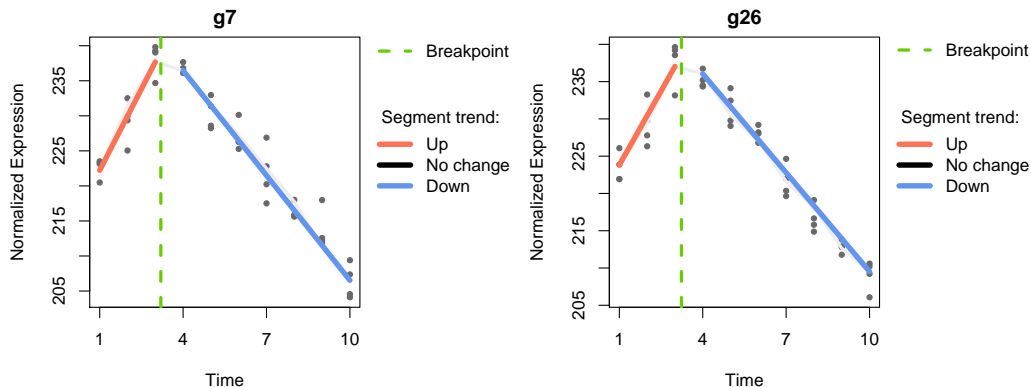 g7
Normalized Expression
235
225
215
205
1
4
7
10
Time
Breakpoint
Segment trend:
Up
No change
Down
g26
Normalized Expression
235
225
215
205
1
4
7
10
Time
Breakpoint
Segment trend:
Up
No change
Down